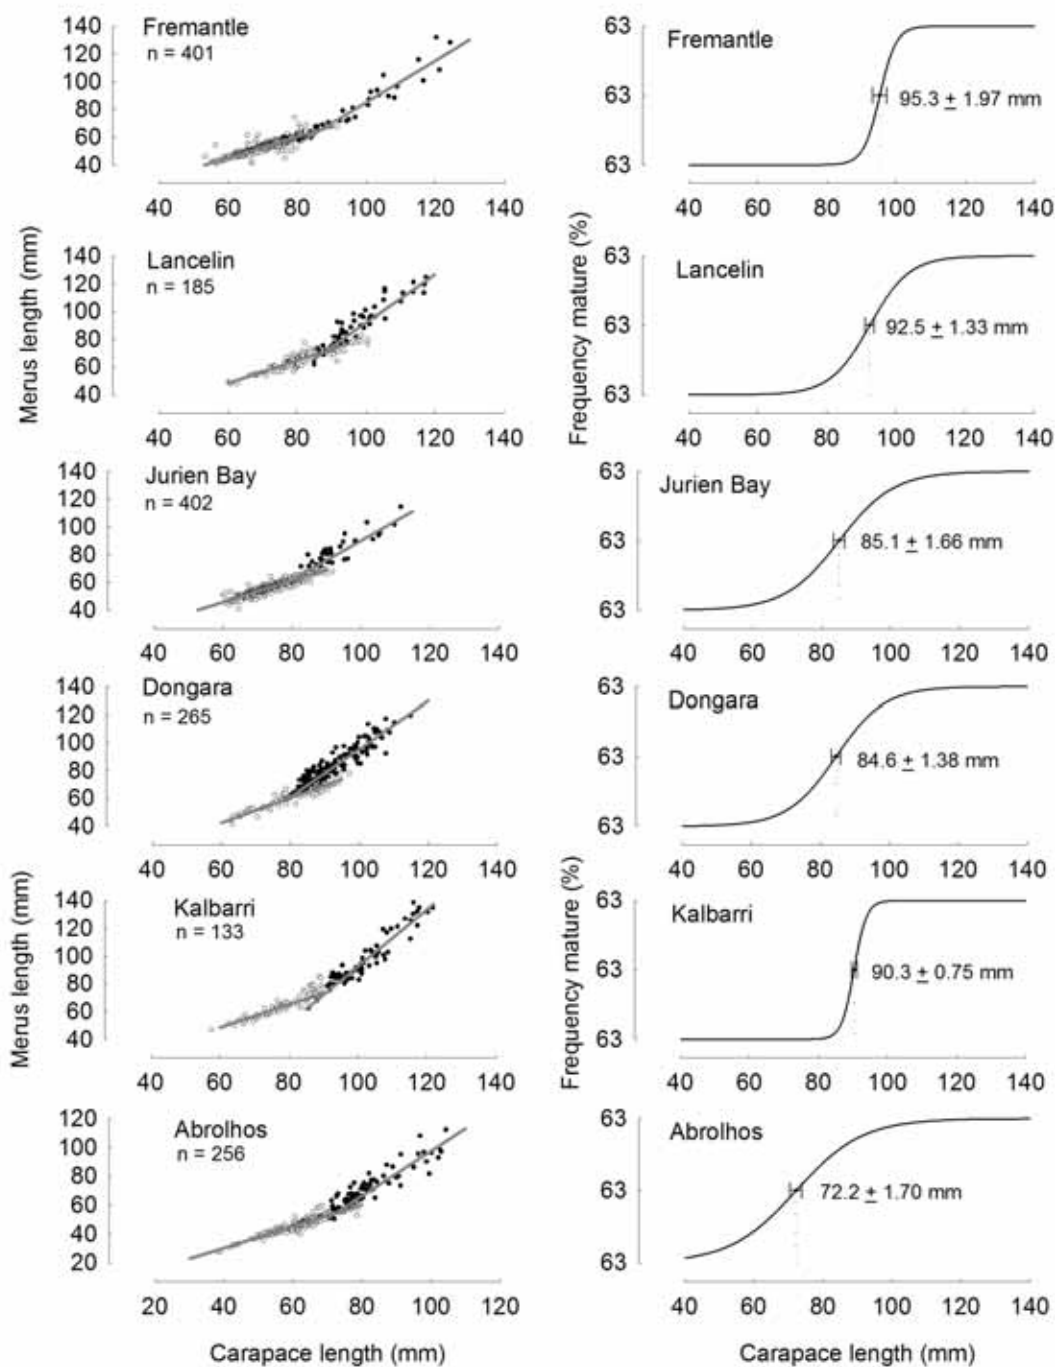 140
120
100
80
60
40
Fremantle
n = 401
40 60 80 100 120 140
63
63
63
Fremantle
95.3 ± 1.97 mm
40 60 80 100 120 140
Merus length (mm)
140
120
100
80
60
40
Lancelin
n = 185
40 60 80 100 120 140
Frequency mature (%)
63
63
63
Lancelin
92.5 ± 1.33 mm
40 60 80 100 120 140
140
120
100
80
60
40
Jurien Bay
n = 402
40 60 80 100 120 140
63
63
63
Jurien Bay
85.1 ± 1.66 mm
40 60 80 100 120 140
140
120
100
80
60
40
Dongara
n = 265
40 60 80 100 120 140
63
63
63
Dongara
84.6 ± 1.38 mm
40 60 80 100 120 140
Merus length (mm)
140
120
100
80
60
40
Kalbarri
n = 133
40 60 80 100 120 140
Frequency mature (%)
63
63
63
Kalbarri
90.3 ± 0.75 mm
40 60 80 100 120 140
120
100
80
60
40
20
Abrolhos
n = 256
20 40 60 80 100 120
Carapace length (mm)
63
63
63
Abrolhos
72.2 ± 1.70 mm
40 60 80 100 120 140
Carapace length (mm)